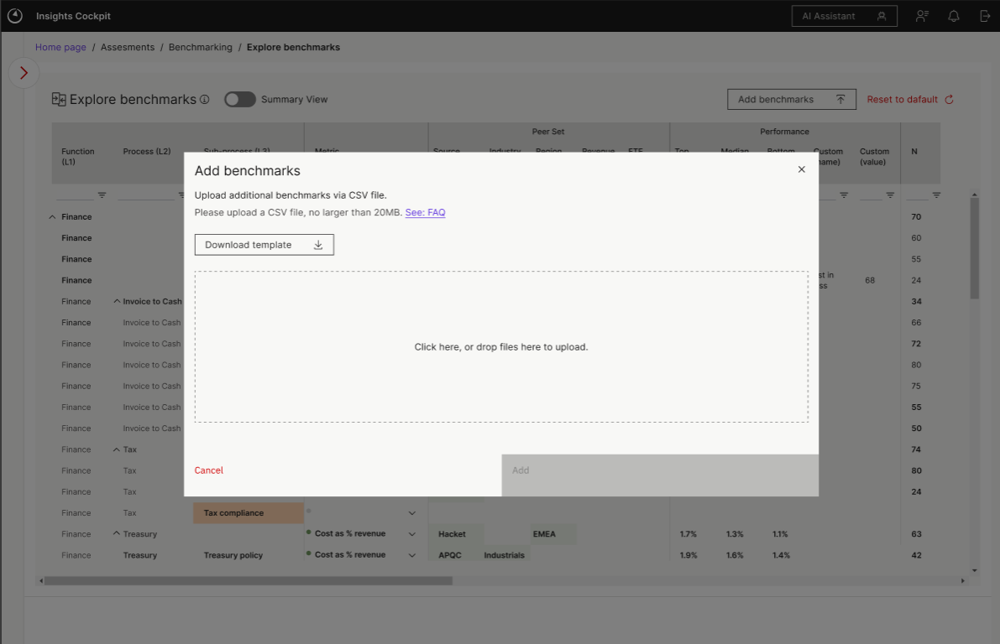 Insights Cockpit
AI Assistant
Home page / Assesments / Benchmarking / Explore benchmarks
Explore benchmarks
Summary View
Add benchmarks
Reset to dafault
Peer Set
Performance
Function (L1)
Process (L2)
Sub-process (L3)
Metric
Source
Industry
Region
Revenue
FTE
Top
Median
Bottom
Custom (name)
Custom (value)
N
Add benchmarks
Upload additional benchmarks via CSV file.
Please upload a CSV file, no larger than 20MB. See: FAQ
Download template
Click here, or drop files here to upload.
Cancel
Add
Finance 70
Finance 60
Finance 55
Finance 68 24
Finance Invoice to Cash 34
Finance Invoice to Cash 66
Finance Invoice to Cash 72
Finance Invoice to Cash 80
Finance Invoice to Cash 75
Finance Invoice to Cash 55
Finance Invoice to Cash 50
Finance Tax 74
Finance Tax 80
Finance Tax 24
Finance Tax Tax compliance
Finance Treasury Cost as % revenue Hacket EMEA 1.7% 1.3% 1.1% 63
Finance Treasury Treasury policy Cost as % revenue APQC Industrials 1.9% 1.6% 1.4% 42